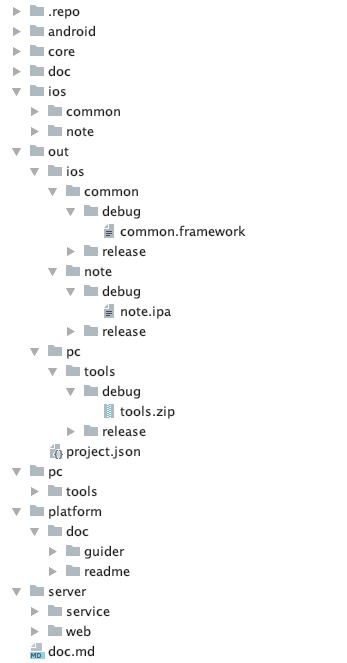 .repo
android
core
doc
ios
common
note
out
ios
common
debug
common.framework
release
note
debug
note.ipa
release
pc
tools
debug
tools.zip
release
project.json
pc
tools
platform
doc
guider
readme
server
service
web
MD doc.md